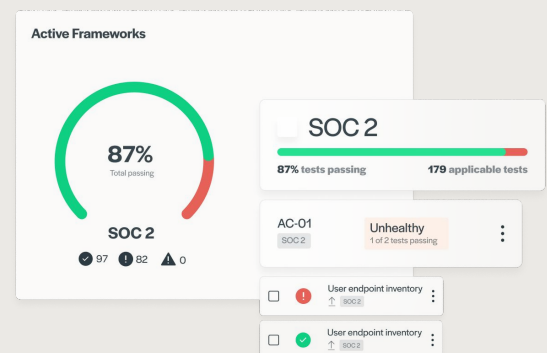 Active Frameworks
87%
Total passing
SOC 2
97 82 0
SOC 2
87% tests passing 179 applicable tests
AC-01
SOC 2
Unhealthy
1 of 2 tests passing
User endpoint inventory
SOC 2
User endpoint inventory
SOC 2